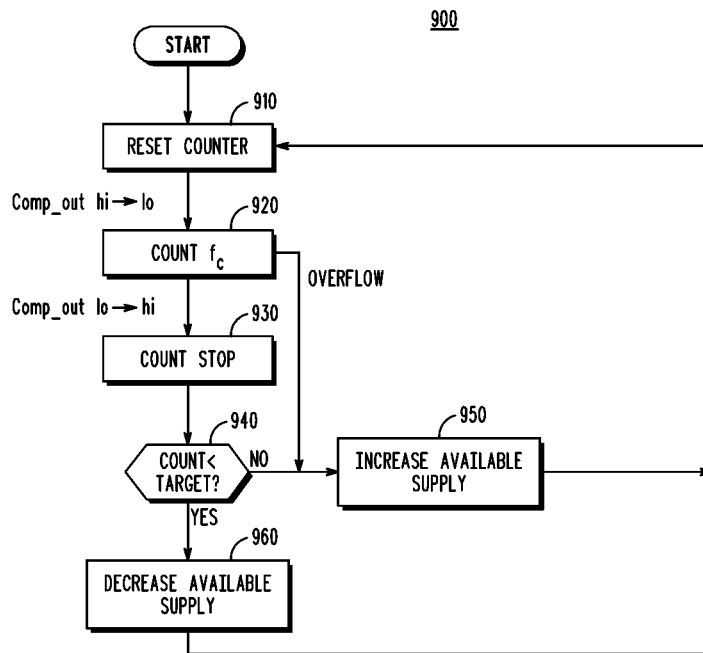 900
START
910
RESET COUNTER
Comp_out hi→lo
920
COUNT fc
OVERFLOW
Comp_out lo→hi
930
COUNT STOP
940
COUNT<
TARGET?
NO
950
INCREASE AVAILABLE
SUPPLY
YES
960
DECREASE AVAILABLE
SUPPLY